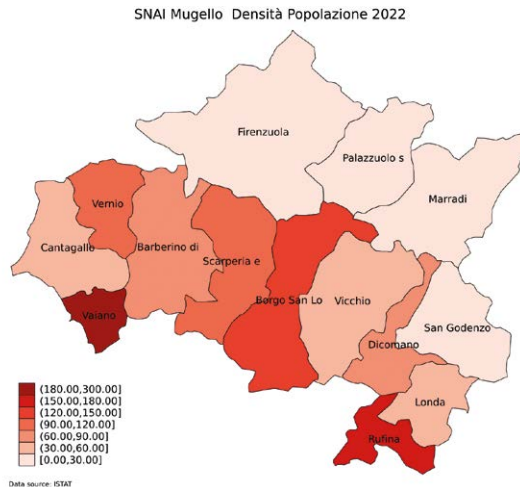 SNAI Mugello Densità Popolazione 2022
Firenzuola
Palazzuolo s
Marradi
Vernio
Cantagallo
Barberino di
Scarperia e
Borgo San Lo
Vicchio
Vaiano
San Godenzo
Dicomano
Londa
Rufina
(180.00,300.00]
(150.00,180.00]
(120.00,150.00]
(90.00,120.00]
(60.00,90.00]
(30.00,60.00]
[0.00,30.00]
Data source: ISTAT